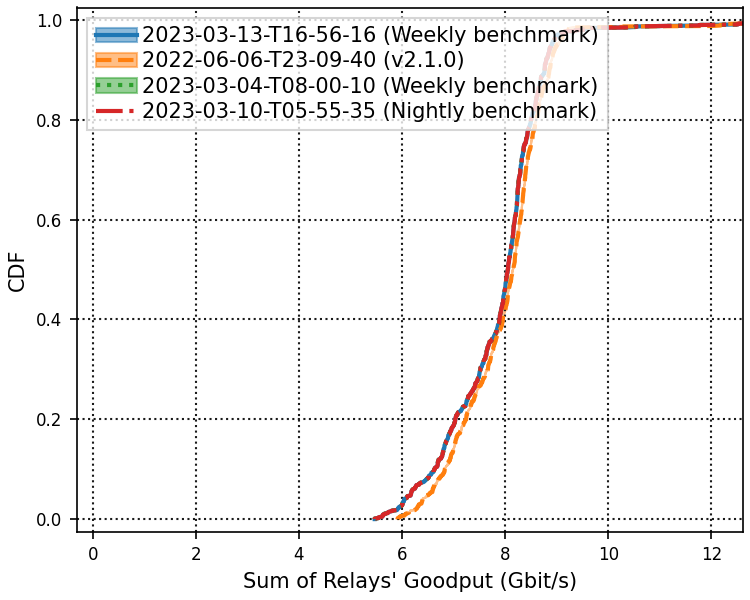 2023-03-13-T16-56-16 (Weekly benchmark)
2022-06-06-T23-09-40 (v2.1.0)
2023-03-04-T08-00-10 (Weekly benchmark)
2023-03-10-T05-55-35 (Nightly benchmark)
1.0
0.8
0.6
0.4
0.2
0.0
CDF
0 2 4 6 8 10 12
Sum of Relays' Goodput (Gbit/s)